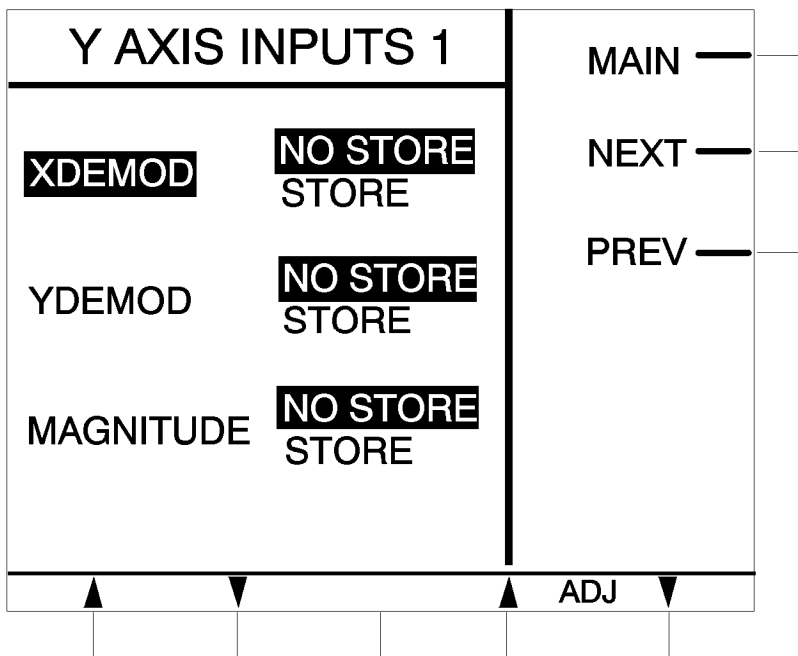 Y AXIS INPUTS 1
MAIN
NEXT
PREV
XDEMOD
NO STORE
STORE
YDEMOD
NO STORE
STORE
MAGNITUDE
NO STORE
STORE
ADJ